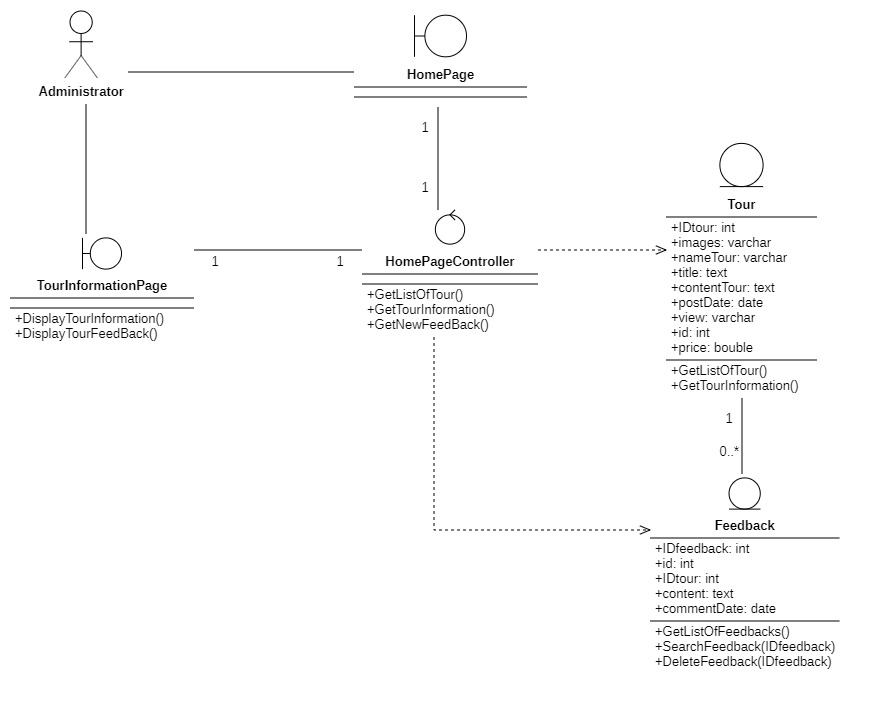 Administrator
HomePage
1
1
TourInformationPage
+DisplayTourInformation()
+DisplayTourFeedBack()
1
1
HomePageController
+GetListOfTour()
+GetTourInformation()
+GetNewFeedBack()
Tour
+IDtour: int
+images: varchar
+nameTour: varchar
+title: text
+contentTour: text
+postDate: date
+view: varchar
+id: int
+price: bouble
+GetListOfTour()
+GetTourInformation()
1
0..*
Feedback
+IDfeedback: int
+id: int
+IDtour: int
+content: text
+commentDate: date
+GetListOfFeedbacks()
+SearchFeedback(IDfeedback)
+DeleteFeedback(IDfeedback)